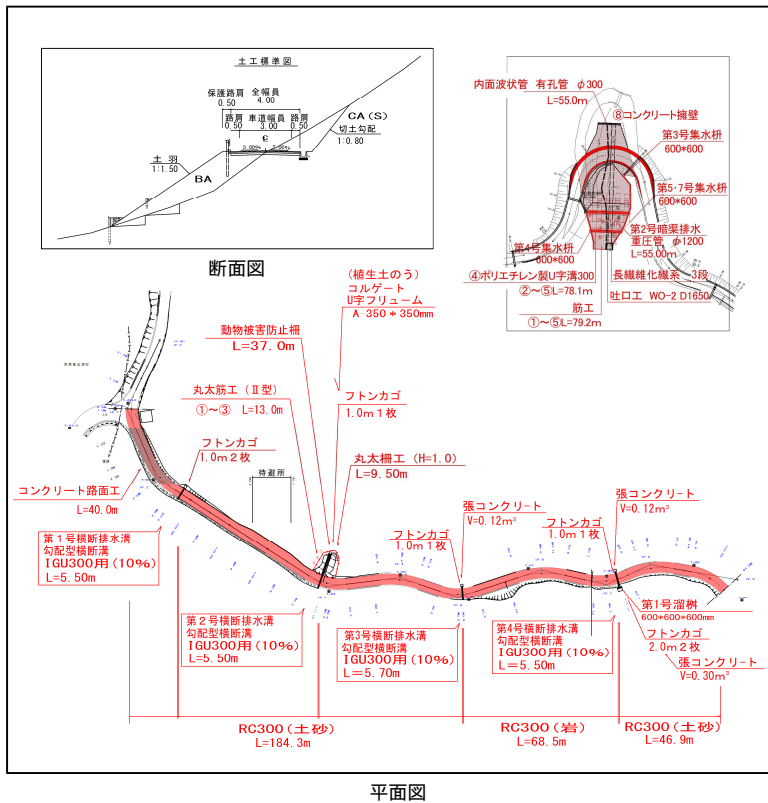 土工標準図
保護路肩 全幅員
0.50 4.00
路肩 車道幅員 路肩
0.50 3.00 0.50
CA(S)
切土勾配
1:0.80
土羽
1:1.50
BA
断面図
内面波状管 有孔管 φ300
L=55.0m
⑧コンクリート擁壁
第3号集水枡
600*600
第5・7号集水枡
600*600
第2号暗渠排水
重圧管 φ1200
L=55.00m
第4号集水枡
600*600
④ポリエチレン製U字溝300
②～⑤L=78.1m
長繊維化繊系 3段
吐口工 WO-2 D1650
筋工
①～⑤L=79.2m
(植生土のう)
コルゲート
U字フリューム
A-350*350mm
動物被害防止柵
L=37.0m
丸太筋工(Ⅱ型)
①～③ L=13.0m
フトンカゴ
1.0m1枚
フトンカゴ
1.0m2枚
待避所
丸太柵工(H=1.0)
L=9.50m
コンクリート路面工
L=40.0m
張コンクリート
V=0.12m³
フトンカゴ
1.0m1枚
張コンクリート
V=0.12m³
フトンカゴ
1.0m1枚
第1号横断排水溝
勾配型横断溝
IGU300用(10%)
L=5.50m
第2号横断排水溝
勾配型横断溝
IGU300用(10%)
L=5.50m
第3号横断排水溝
勾配型横断溝
IGU300用(10%)
L=5.70m
第4号横断排水溝
勾配型横断溝
IGU300用(10%)
L=5.50m
第1号溜桝
600*600*600mm
フトンカゴ
2.0m2枚
張コンクリート
V=0.30m³
RC300(土砂)
L=184.3m
RC300(岩)
L=68.5m
RC300(土砂)
L=46.9m
平面図